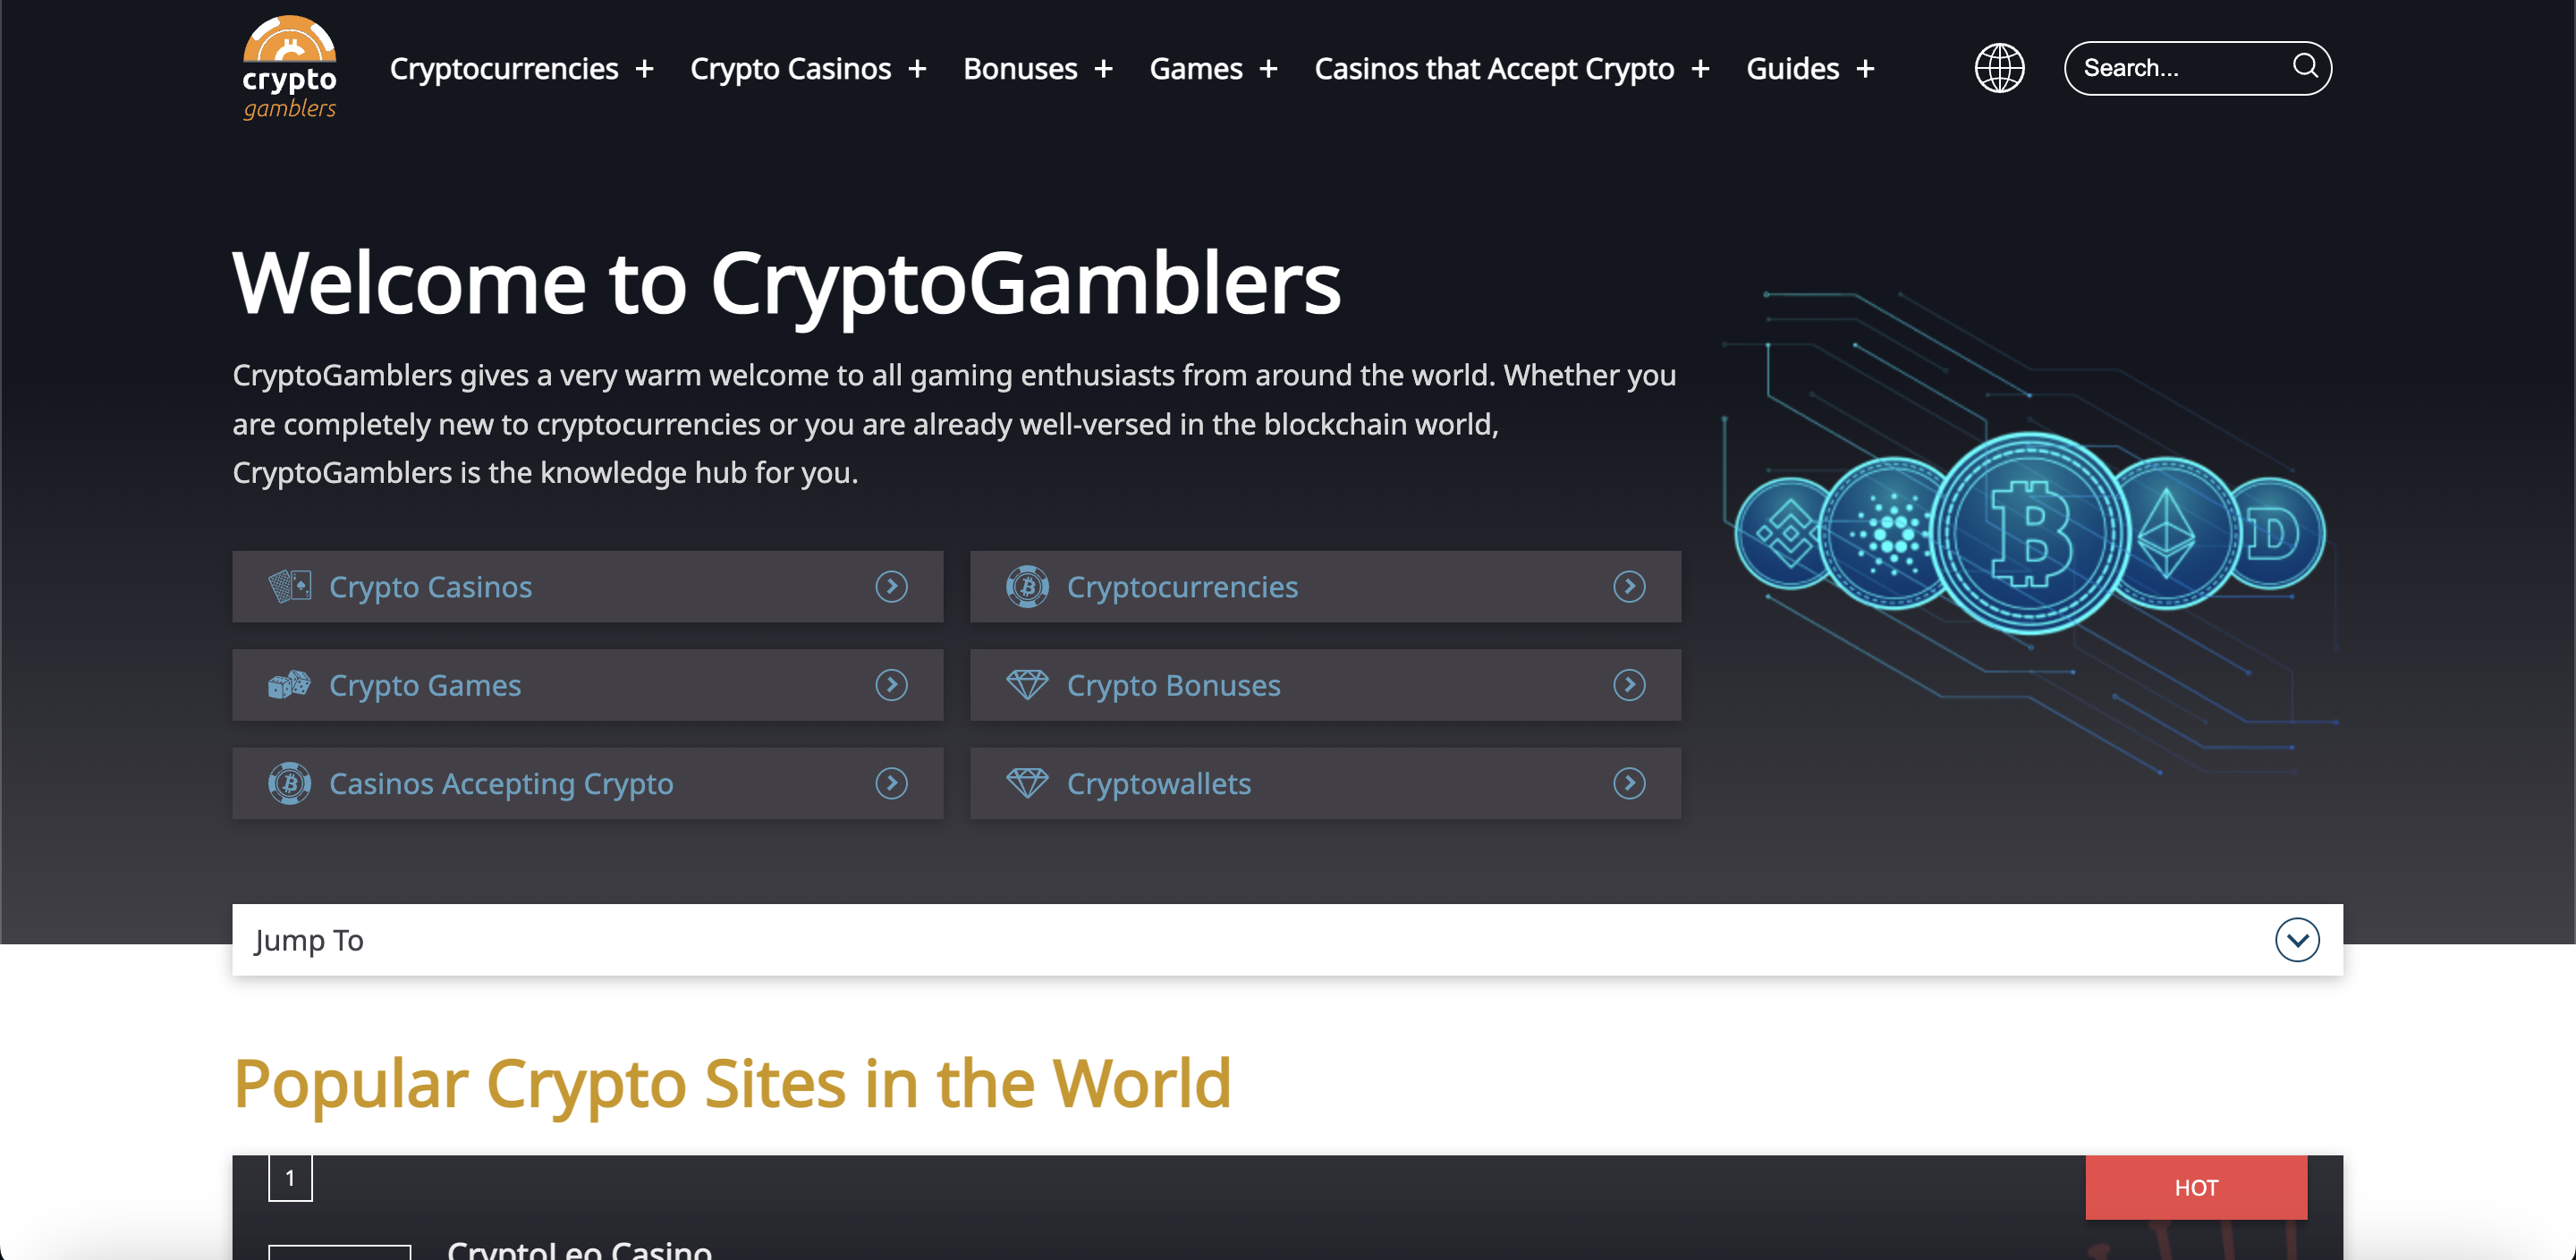 crypto
gamblers
Cryptocurrencies +
Crypto Casinos +
Bonuses +
Games +
Casinos that Accept Crypto +
Guides +
Search...
Welcome to CryptoGamblers
CryptoGamblers gives a very warm welcome to all gaming enthusiasts from around the world. Whether you
are completely new to cryptocurrencies or you are already well-versed in the blockchain world,
CryptoGamblers is the knowledge hub for you.
Crypto Casinos
Cryptocurrencies
Crypto Games
Crypto Bonuses
Casinos Accepting Crypto
Cryptowallets
Jump To
Popular Crypto Sites in the World
1
HOT
CryptoLeo Casino